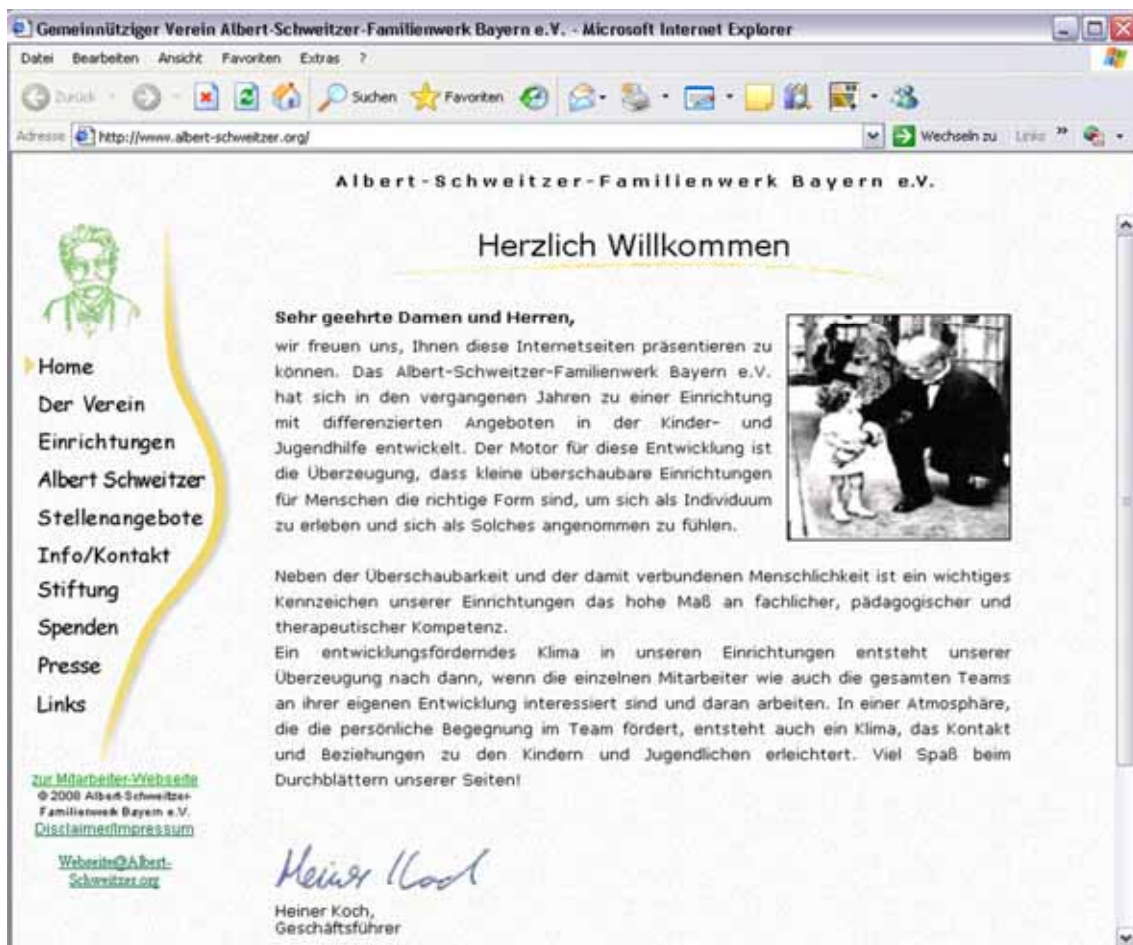 Gemeinnütziger Verein Albert-Schweitzer-Familienwerk Bayern e.V. - Microsoft Internet Explorer
Datei Bearbeiten Ansicht Favoriten Extras ?
Zurück Suchen Favoriten
Adresse http://www.albert-schweitzer.org/ Wechseln zu Links »
Albert-Schweitzer-Familienwerk Bayern e.V.
Home
Der Verein
Einrichtungen
Albert Schweitzer
Stellenangebote
Info/Kontakt
Stiftung
Spenden
Presse
Links
zur Mitarbeiter-Webseite
© 2008 Albert-Schweitzer-
Familienwerk Bayern e.V.
Disclaimer/Impressum
Webseite@Albert-
Schweitzer.org
Herzlich Willkommen
Sehr geehrte Damen und Herren,
wir freuen uns, Ihnen diese Internetseiten präsentieren zu
können. Das Albert-Schweitzer-Familienwerk Bayern e.V.
hat sich in den vergangenen Jahren zu einer Einrichtung
mit differenzierten Angeboten in der Kinder- und
Jugendhilfe entwickelt. Der Motor für diese Entwicklung ist
die Überzeugung, dass kleine überschaubare Einrichtungen
für Menschen die richtige Form sind, um sich als Individuum
zu erleben und sich als Solches angenommen zu fühlen.
Neben der Überschaubarkeit und der damit verbundenen Menschlichkeit ist ein wichtiges
Kennzeichen unserer Einrichtungen das hohe Maß an fachlicher, pädagogischer und
therapeutischer Kompetenz.
Ein entwicklungsförderndes Klima in unseren Einrichtungen entsteht unserer
Überzeugung nach dann, wenn die einzelnen Mitarbeiter wie auch die gesamten Teams
an ihrer eigenen Entwicklung interessiert sind und daran arbeiten. In einer Atmosphäre,
die die persönliche Begegnung im Team fördert, entsteht auch ein Klima, das Kontakt
und Beziehungen zu den Kindern und Jugendlichen erleichtert. Viel Spaß beim
Durchblättern unserer Seiten!
Heiner Koch
Heiner Koch,
Geschäftsführer